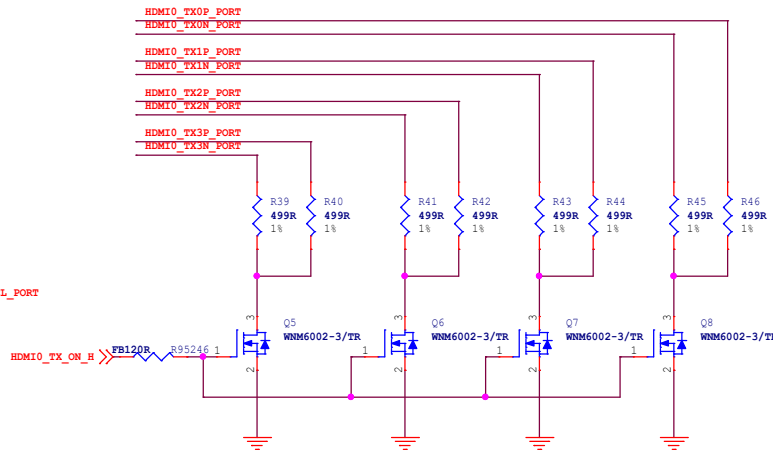 HDMI0_TX0P_PORT
HDMI0_TX0N_PORT
HDMI0_TX1P_PORT
HDMI0_TX1N_PORT
HDMI0_TX2P_PORT
HDMI0_TX2N_PORT
HDMI0_TX3P_PORT
HDMI0_TX3N_PORT
R39 R40 R41 R42 R43 R44 R45 R46
499R 499R 499R 499R 499R 499R 499R 499R
1% 1% 1% 1% 1% 1% 1% 1%
L_PORT
3 3 3 3
Q5 Q6 Q7 Q8
WNM6002-3/TR WNM6002-3/TR WNM6002-3/TR WNM6002-3/TR
HDMI0_TX_ON_H FB120R R95246 1 1 1 1
2 2 2 2